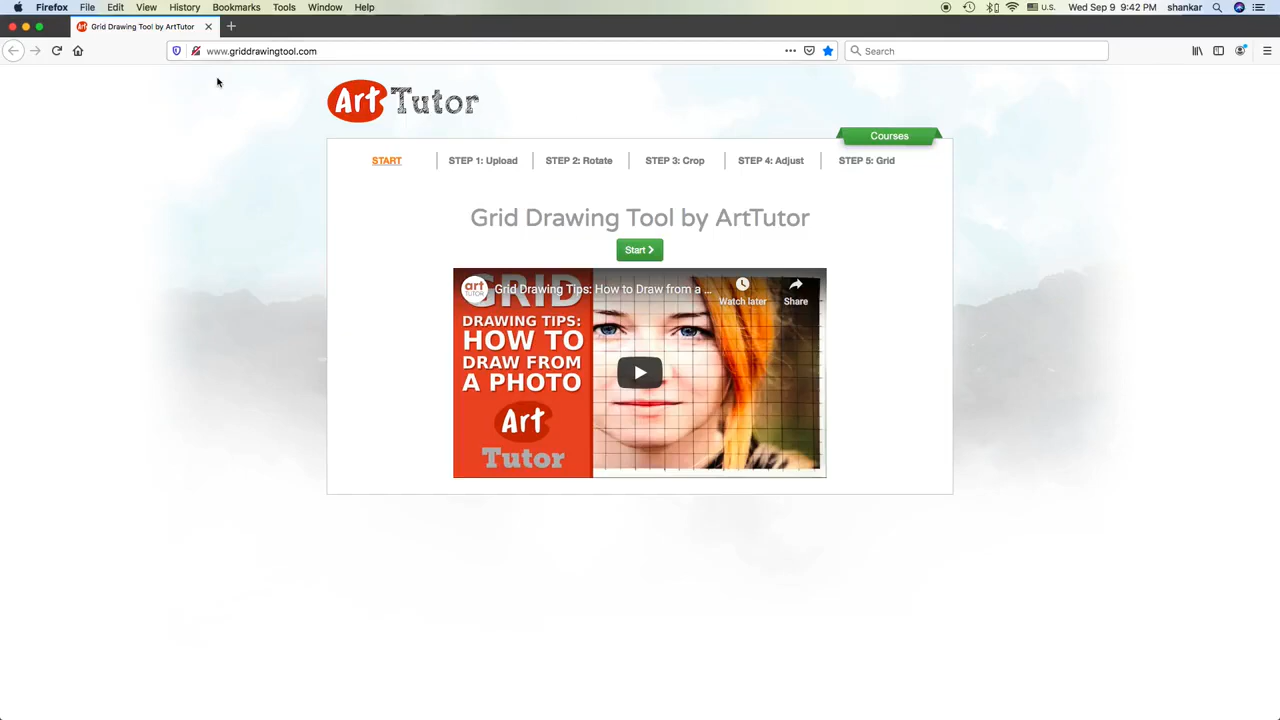 Firefox File Edit View History Bookmarks Tools Window Help U.S. Wed Sep 9 9:42 PM shankar
Grid Drawing Tool by ArtTutor
www.griddrawingtool.com
Search
Art Tutor
Courses
START STEP 1: Upload STEP 2: Rotate STEP 3: Crop STEP 4: Adjust STEP 5: Grid
Grid Drawing Tool by ArtTutor
Start
art TUTOR
Grid Drawing Tips: How to Draw from a ...
Watch later
Share
GRID
DRAWING TIPS:
HOW TO
DRAW FROM
A PHOTO
Art
Tutor